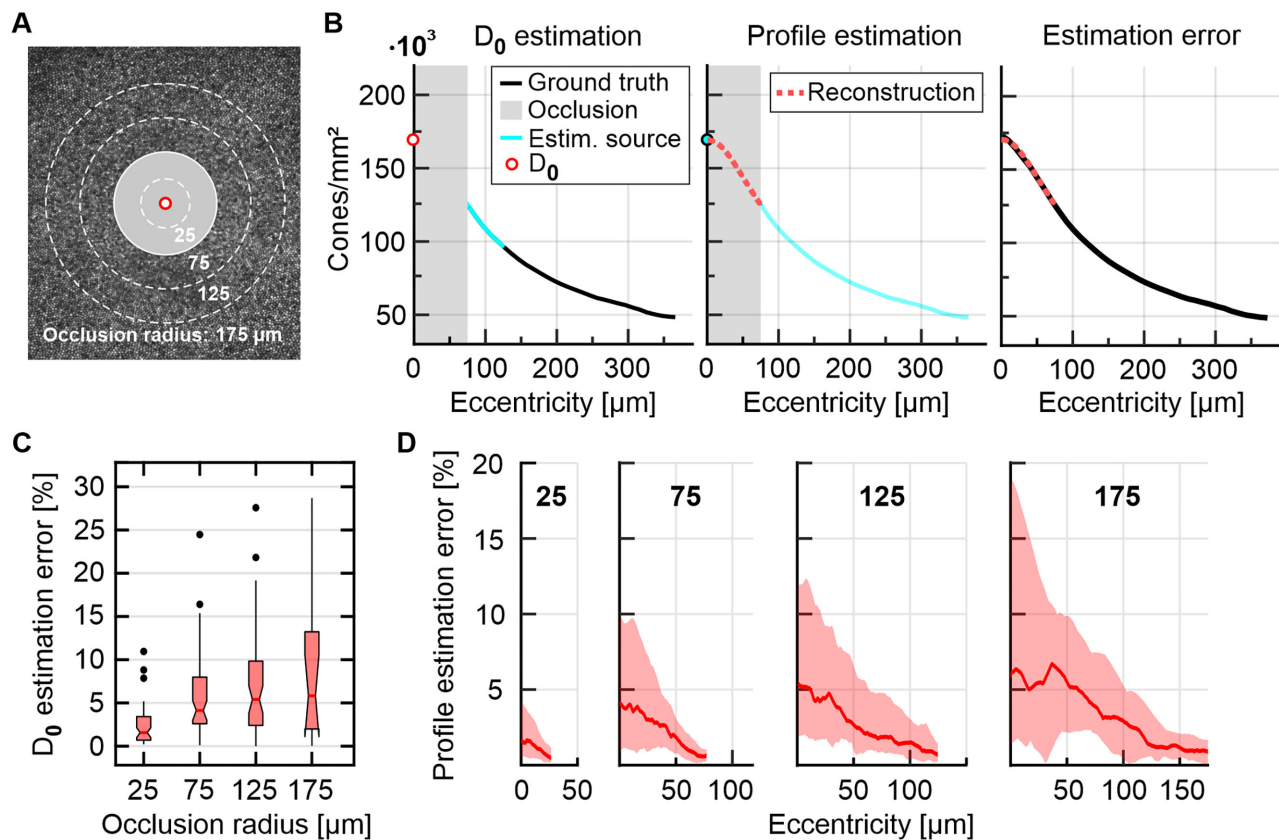 A
25
75
125
Occlusion radius: 175 µm
B
·10³
D₀ estimation
Profile estimation
Estimation error
Ground truth
Occlusion
Estim. source
D₀
Reconstruction
Cones/mm²
200
150
100
50
0 100 200 300
0 100 200 300
0 100 200 300
Eccentricity [µm]
Eccentricity [µm]
Eccentricity [µm]
C
D₀ estimation error [%]
30
25
20
15
10
5
0
25 75 125 175
Occlusion radius [µm]
D
Profile estimation error [%]
20
15
10
5
25
75
125
175
0 50
0 100
50
50 100 150
Eccentricity [µm]